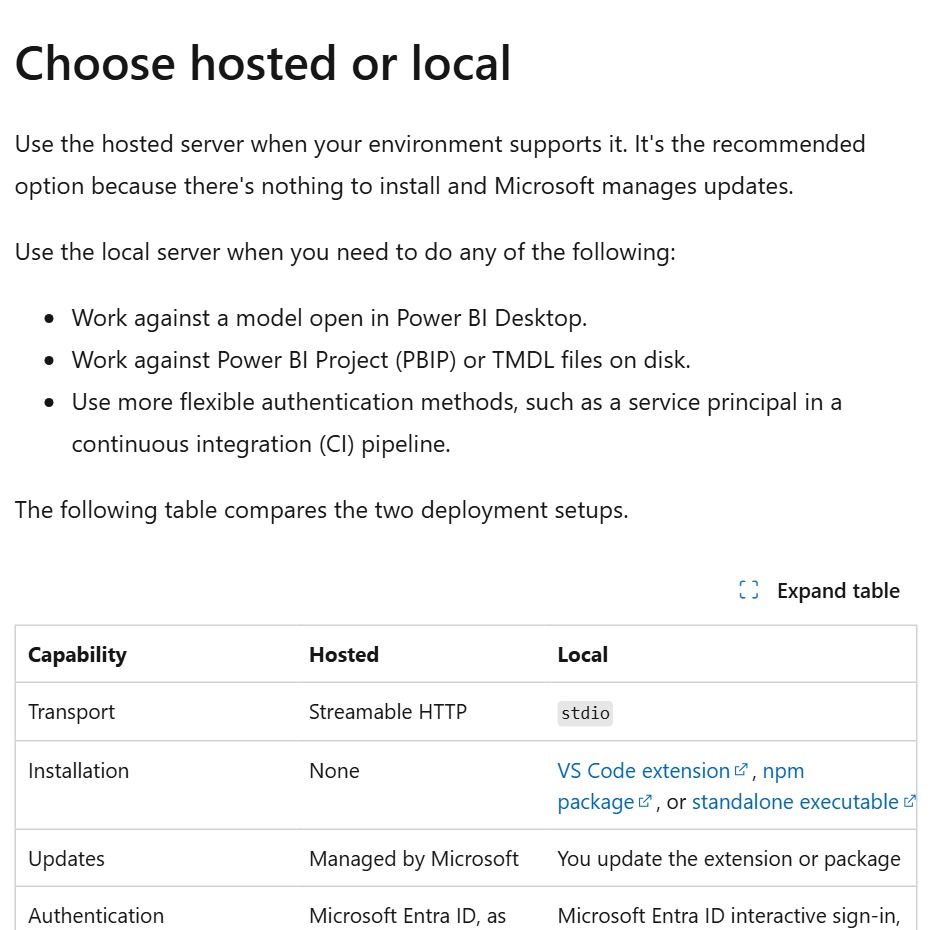 Choose hosted or local
Use the hosted server when your environment supports it. It's the recommended
option because there's nothing to install and Microsoft manages updates.
Use the local server when you need to do any of the following:
• Work against a model open in Power BI Desktop.
• Work against Power BI Project (PBIP) or TMDL files on disk.
• Use more flexible authentication methods, such as a service principal in a
continuous integration (CI) pipeline.
The following table compares the two deployment setups.
Expand table
Capability Hosted Local
Transport Streamable HTTP stdio
Installation None VS Code extension, npm
package, or standalone executable
Updates Managed by Microsoft You update the extension or package
Authentication Microsoft Entra ID, as Microsoft Entra ID interactive sign-in,